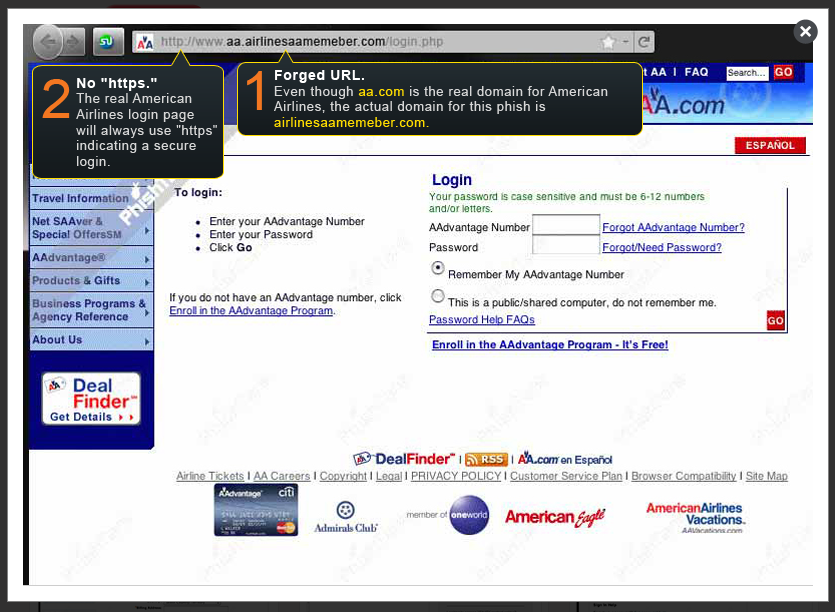 http://www.aa.airlinesaamemeber.com/login.php
2
No "https."
The real American
Airlines login page
will always use "https"
indicating a secure
login.
1
Forged URL.
Even though aa.com is the real domain for American
Airlines, the actual domain for this phish is
airlinesaamemeber.com.
t AA | FAQ
Search...
GO
AA.com
ESPAÑOL
Travel Information
Net SAAver &
Special OffersSM
AAdvantage®
Products & Gifts
Business Programs &
Agency Reference
About Us
Deal
Finder℠
Get Details
To login:
• Enter your AAdvantage Number
• Enter your Password
• Click Go
If you do not have an AAdvantage number, click
Enroll in the AAdvantage Program.
Login
Your password is case sensitive and must be 6-12 numbers
and/or letters.
AAdvantage Number
Forgot AAdvantage Number?
Password
Forgot/Need Password?
Remember My AAdvantage Number
This is a public/shared computer, do not remember me.
Password Help FAQs
GO
Enroll in the AAdvantage Program - It's Free!
DealFinder℠ | RSS | AA.com en Español
Airline Tickets | AA Careers | Copyright | Legal | PRIVACY POLICY | Customer Service Plan | Browser Compatibility | Site Map
AAdvantage
citi
MasterCard
Admirals Club
member of oneworld
American Eagle
AmericanAirlines
Vacations.
AAVacations.com